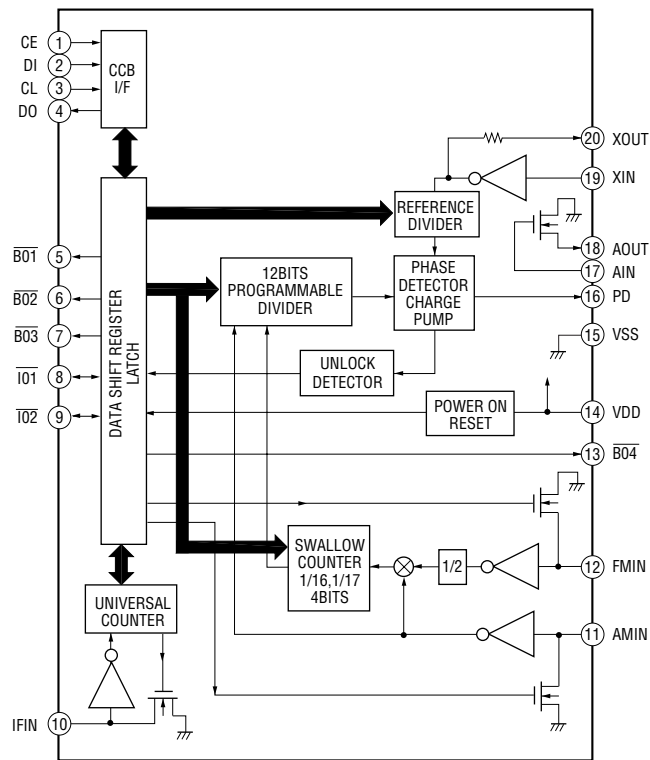 CE 1
DI 2
CL 3
DO 4
CCB
I/F
20 XOUT
19 XIN
REFERENCE
DIVIDER
18 AOUT
17 AIN
16 PD
15 VSS
B01 5
B02 6
B03 7
I01 8
I02 9
DATA SHIFT REGISTER
LATCH
12BITS
PROGRAMMABLE
DIVIDER
PHASE
DETECTOR
CHARGE
PUMP
UNLOCK
DETECTOR
POWER ON
RESET
14 VDD
13 B04
SWALLOW
COUNTER
1/16,1/17
4BITS
1/2
12 FMIN
11 AMIN
UNIVERSAL
COUNTER
IFIN 10